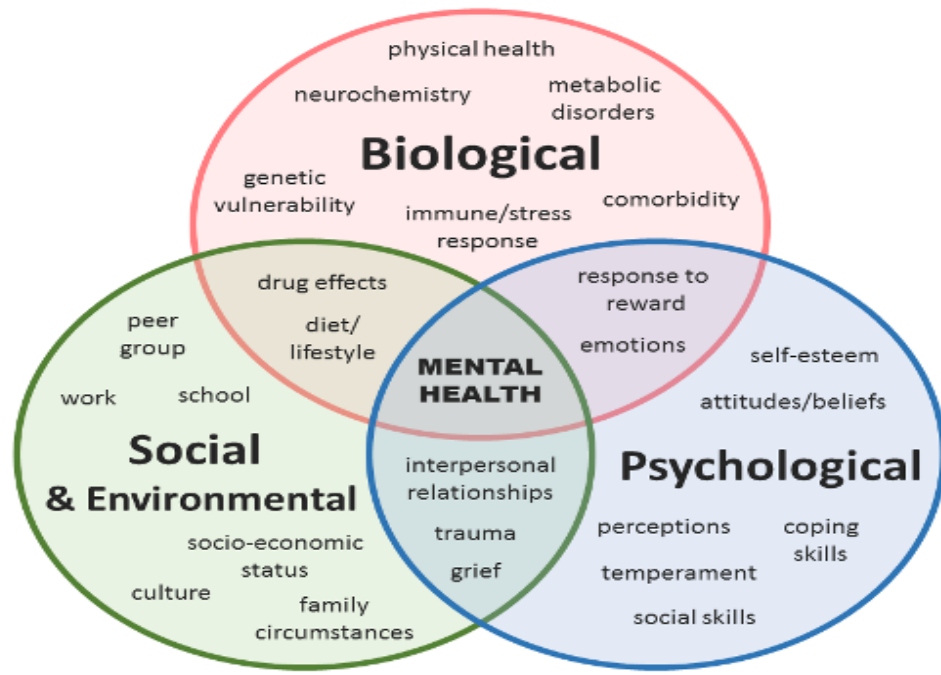 physical health
neurochemistry
metabolic
disorders
Biological
genetic
vulnerability
immune/stress
response
comorbidity
drug effects
diet/
lifestyle
response to
reward
emotions
MENTAL
HEALTH
peer
group
work
school
Social
& Environmental
socio-economic
status
culture
family
circumstances
interpersonal
relationships
trauma
grief
self-esteem
attitudes/beliefs
Psychological
perceptions
coping
skills
temperament
social skills